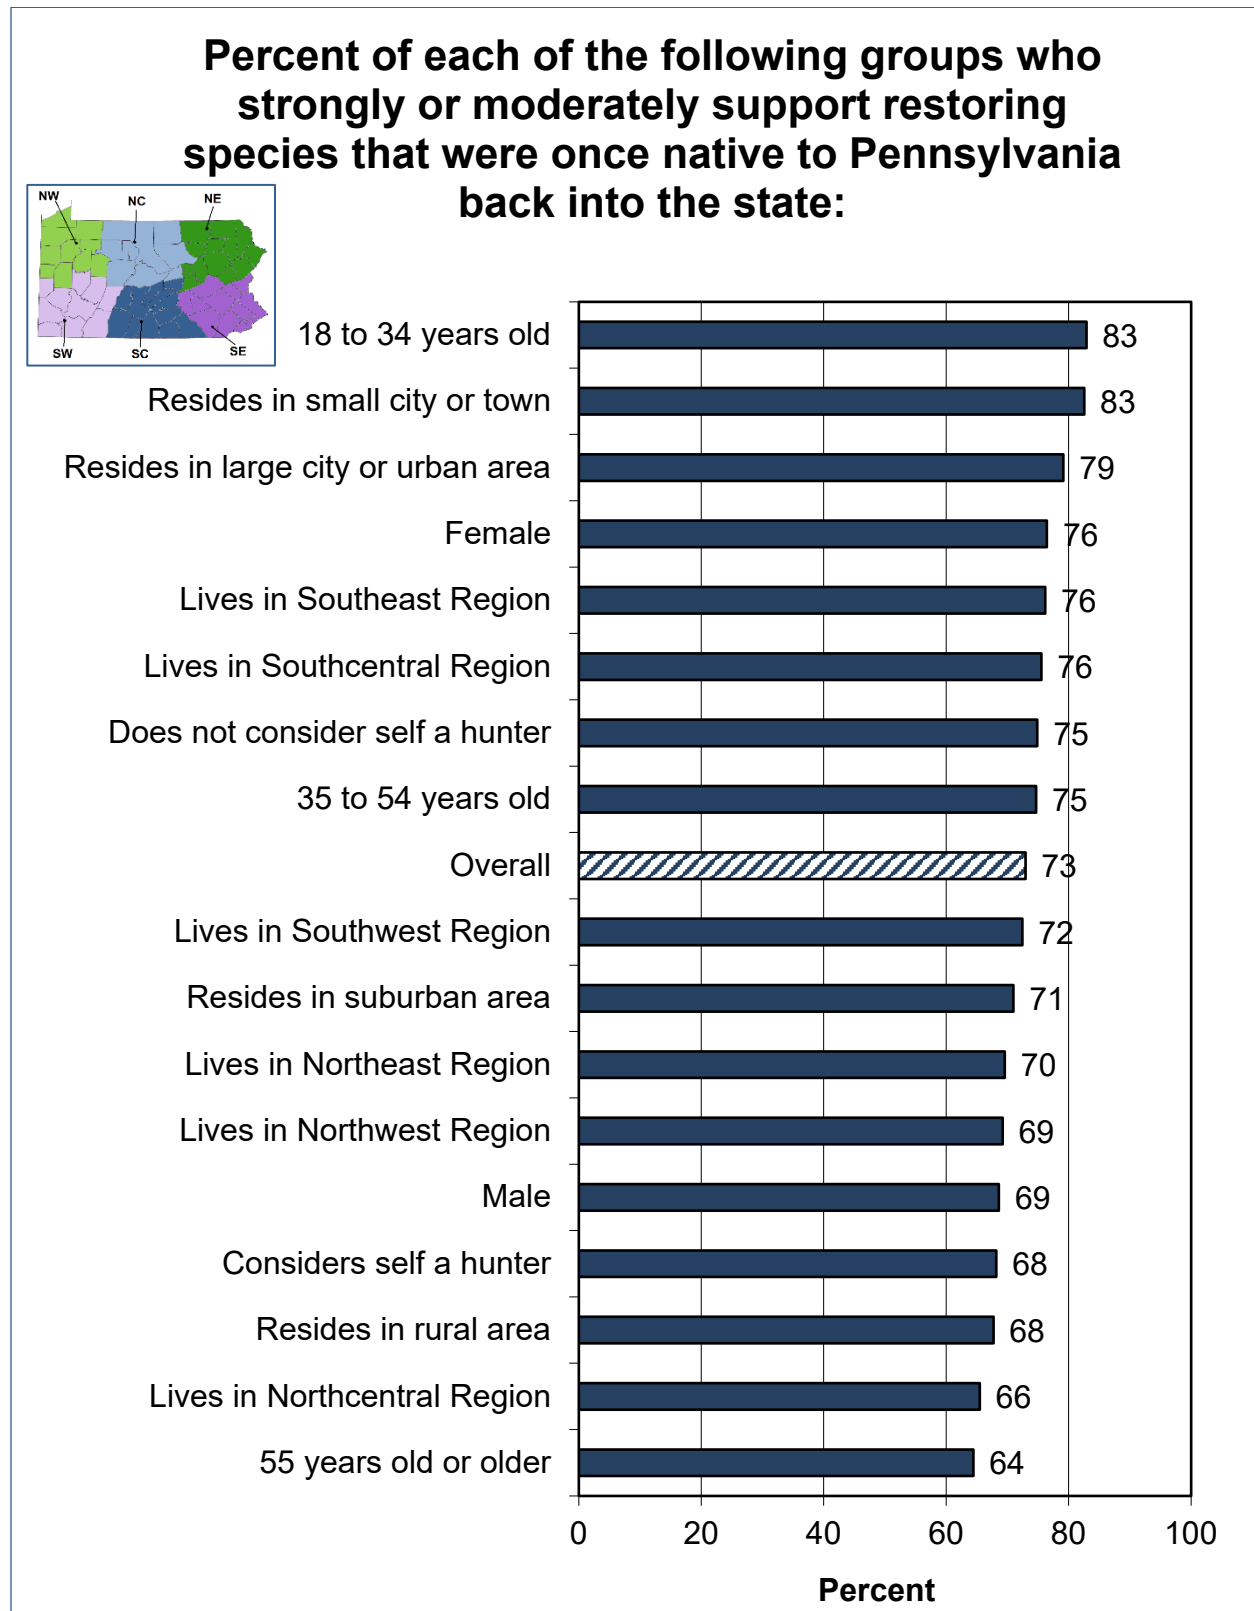 Percent of each of the following groups who
strongly or moderately support restoring
species that were once native to Pennsylvania
back into the state:
NW
NC
NE
SW
SC
SE
18 to 34 years old 83
Resides in small city or town 83
Resides in large city or urban area 79
Female 76
Lives in Southeast Region 76
Lives in Southcentral Region 76
Does not consider self a hunter 75
35 to 54 years old 75
Overall 73
Lives in Southwest Region 72
Resides in suburban area 71
Lives in Northeast Region 70
Lives in Northwest Region 69
Male 69
Considers self a hunter 68
Resides in rural area 68
Lives in Northcentral Region 66
55 years old or older 64
0 20 40 60 80 100
Percent